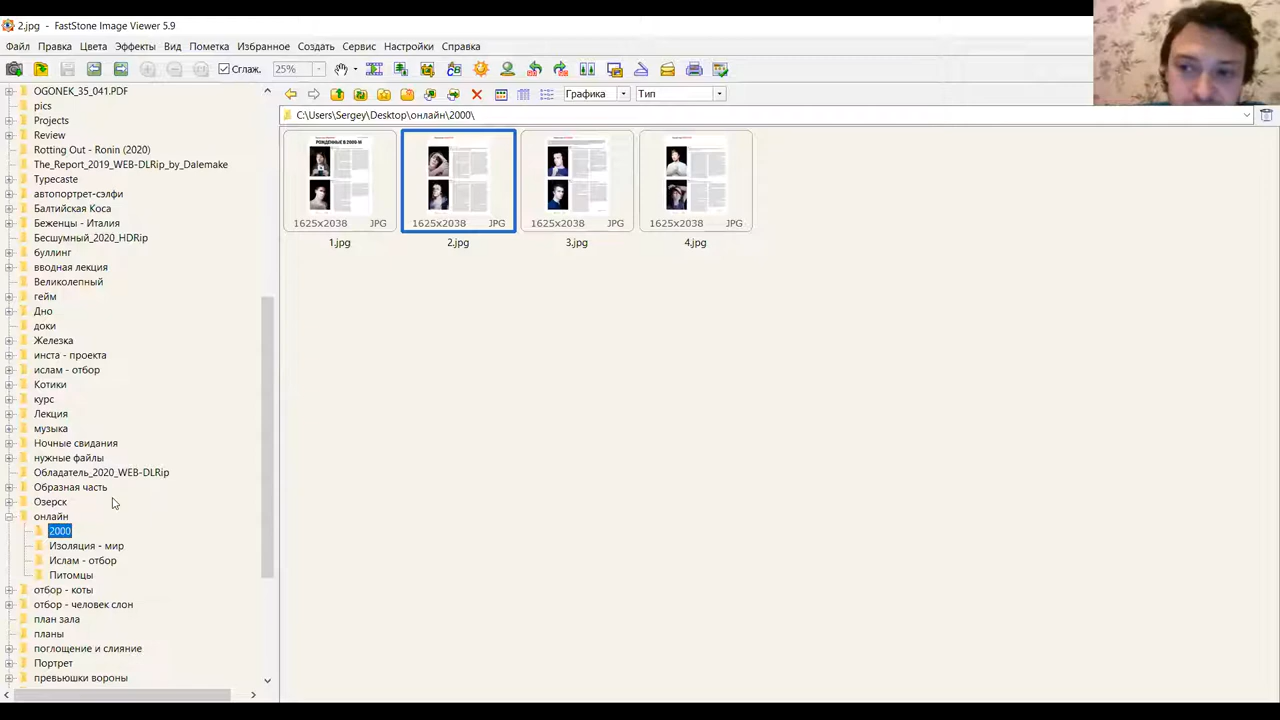 2.jpg - FastStone Image Viewer 5.9
Файл Правка Цвета Эффекты Вид Пометка Избранное Создать Сервис Настройки Справка
Сглаж. 25%
Графика Тип
C:\Users\Sergey\Desktop\онлайн\2000\
OGONEK_35_041.PDF
pics
Projects
Review
Rotting Out - Ronin (2020)
The_Report_2019_WEB-DLRip_by_Dalemake
Typecaste
автопортрет-сэлфи
Балтийская Коса
Беженцы - Италия
Бесшумный_2020_HDRip
буллинг
вводная лекция
Великолепный
гейм
Дно
доки
Железка
инста - проекта
ислам - отбор
Котики
курс
Лекция
музыка
Ночные свидания
нужные файлы
Обладатель_2020_WEB-DLRip
Образная часть
Озерск
онлайн
2000
Изоляция - мир
Ислам - отбор
Питомцы
отбор - коты
отбор - человек слон
план зала
планы
поглощение и слияние
Портрет
превьюшки вороны
РОЖДЕННЫЕ В 2000-М
1625x2038 JPG
1.jpg
1625x2038 JPG
2.jpg
1625x2038 JPG
3.jpg
1625x2038 JPG
4.jpg